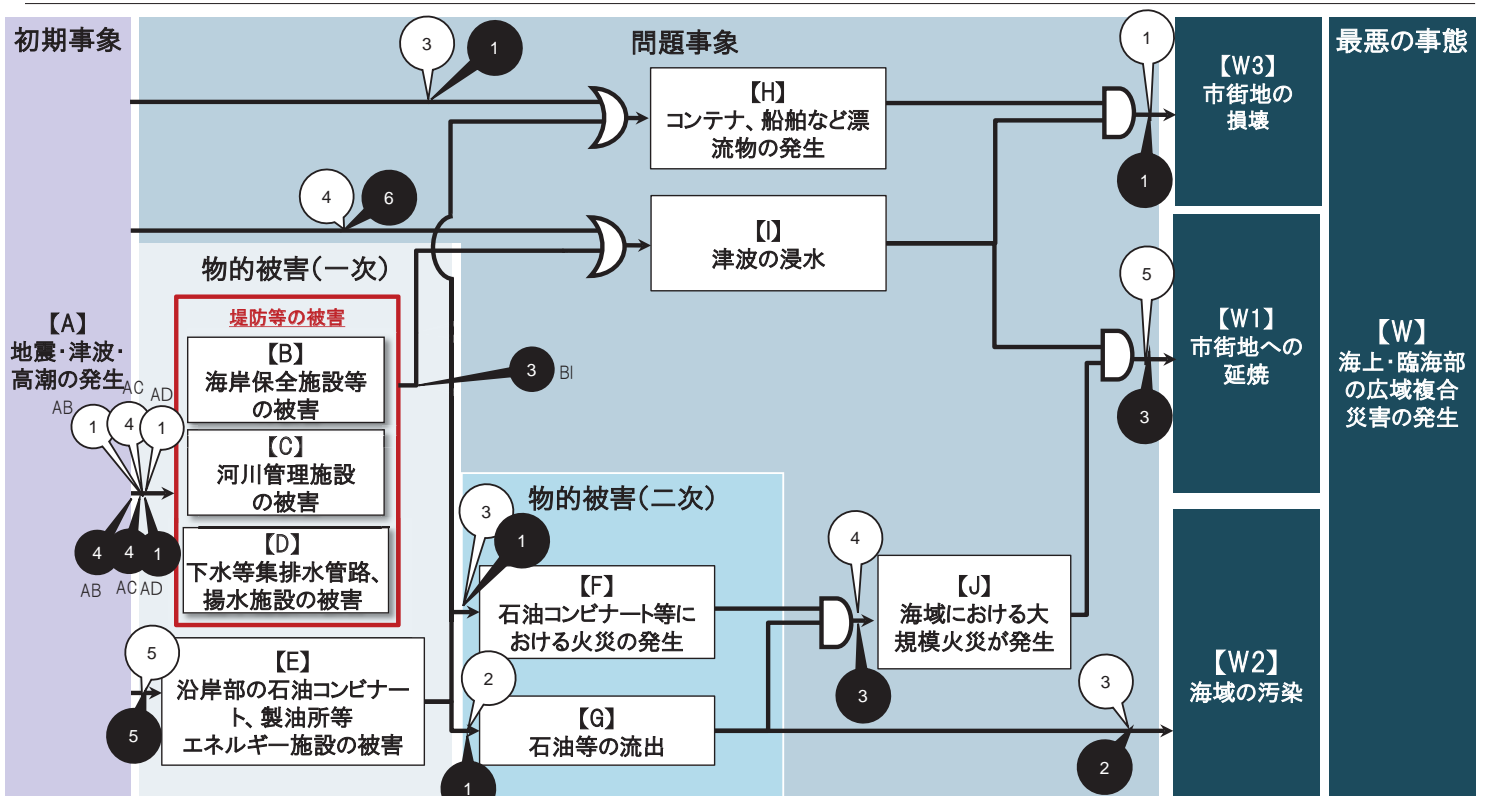 初期事象
問題事象
最悪の事態
3
1
1
【H】
コンテナ、船舶など漂
流物の発生
【W3】
市街地の
損壊
1
4
6
【I】
津波の浸水
物的被害(一次)
【A】
地震・津波・
高潮の発生
堤防等の被害
【B】
海岸保全施設等
の被害
3
BI
5
【W1】
市街地への
延焼
3
【W】
海上・臨海部
の広域複合
災害の発生
AB
AC
AD
1
4
1
【C】
河川管理施設
の被害
4
4
1
AB
AC
AD
【D】
下水等集排水管路、
揚水施設の被害
物的被害(二次)
3
1
【F】
石油コンビナート等に
おける火災の発生
4
【J】
海域における大
規模火災が発生
3
5
5
【E】
沿岸部の石油コンビナー
ト、製油所等
エネルギー施設の被害
2
1
【G】
石油等の流出
3
2
【W2】
海域の汚染